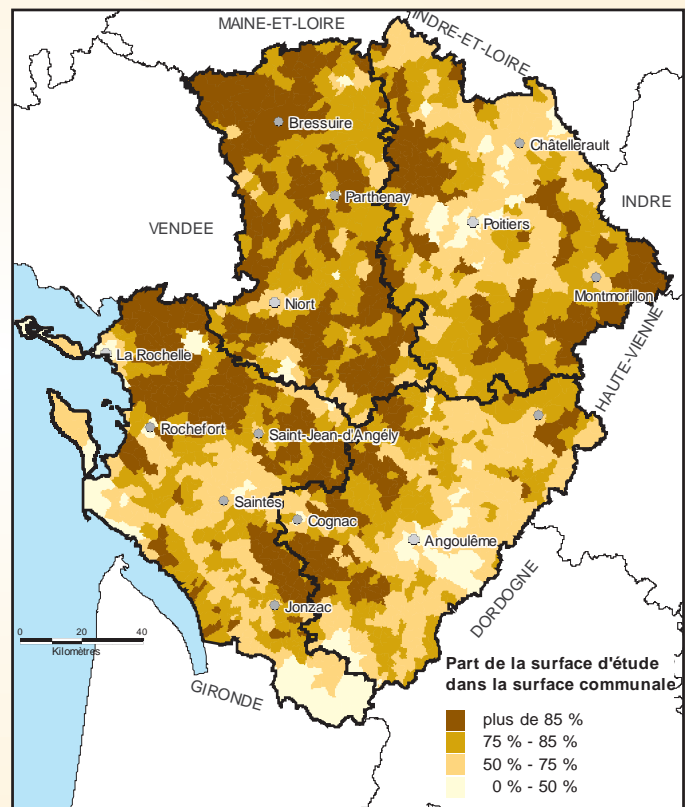 MAINE-ET-LOIRE
INDRE-ET-LOIRE
Bressuire
Châtellerault
Parthenay
INDRE
VENDEE
Poitiers
Montmorillon
Niort
La Rochelle
HAUTE-VIENNE
Rochefort
Saint-Jean-d'Angély
Saintes
Cognac
Angoulême
DORDOGNE
Jonzac
0 20 40
Kilomètres
GIRONDE
Part de la surface d'étude
dans la surface communale
plus de 85 %
75 % - 85 %
50 % - 75 %
0 % - 50 %